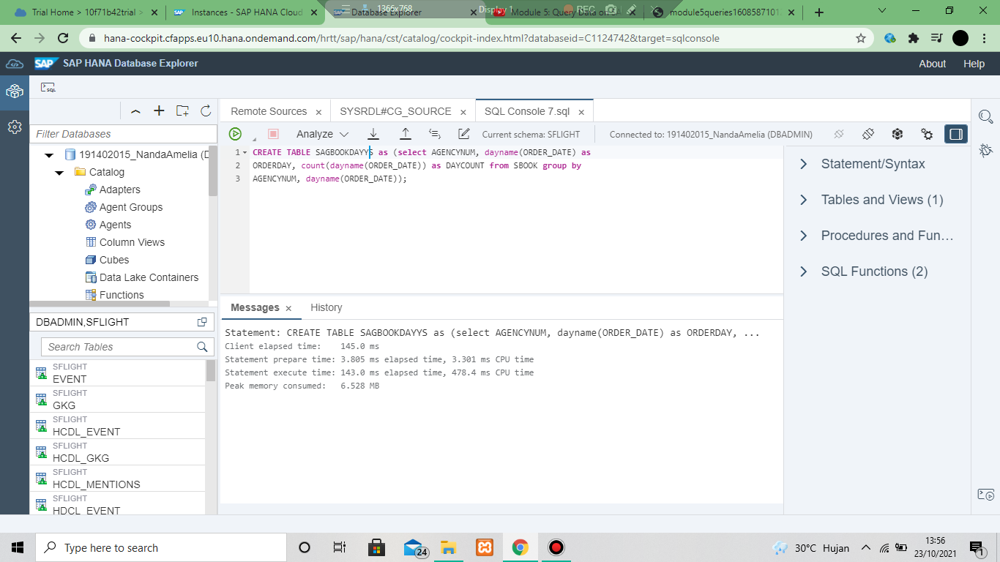 Trial Home > 10f71b42trial >
Instances - SAP HANA Cloud
Database Explorer
1365x768
Display 1
Module 5: Query Data on
REC
module5queries1608587101
hana-cockpit.cfapps.eu10.hana.ondemand.com/hrtt/sap/hana/cst/catalog/cockpit-index.html?databaseid=C1124742&target=sqlconsole
SAP
SAP HANA Database Explorer
About
Help
SQL
Filter Databases
191402015_NandaAmelia (D
Catalog
Adapters
Agent Groups
Agents
Column Views
Cubes
Data Lake Containers
Functions
DBADMIN,SFLIGHT
Search Tables
SFLIGHT
EVENT
SFLIGHT
GKG
SFLIGHT
HCDL_EVENT
SFLIGHT
HCDL_GKG
SFLIGHT
HCDL_MENTIONS
SFLIGHT
HDCL_EVENT
Remote Sources
SYSRDL#CG_SOURCE
SQL Console 7.sql
Analyze
Current schema: SFLIGHT
Connected to: 191402015_NandaAmelia (DBADMIN)
1 CREATE TABLE SAGBOOKDAYYS as (select AGENCYNUM, dayname(ORDER_DATE) as
2 ORDERDAY, count(dayname(ORDER_DATE)) as DAYCOUNT from SBOOK group by
3 AGENCYNUM, dayname(ORDER_DATE));
Messages
History
Statement: CREATE TABLE SAGBOOKDAYYS as (select AGENCYNUM, dayname(ORDER_DATE) as ORDERDAY, ...
Client elapsed time: 145.0 ms
Statement prepare time: 3.805 ms elapsed time, 3.301 ms CPU time
Statement execute time: 143.0 ms elapsed time, 478.4 ms CPU time
Peak memory consumed: 6.528 MB
Statement/Syntax
Tables and Views (1)
Procedures and Fun...
SQL Functions (2)
Type here to search
24
30°C Hujan
13:56
23/10/2021
1